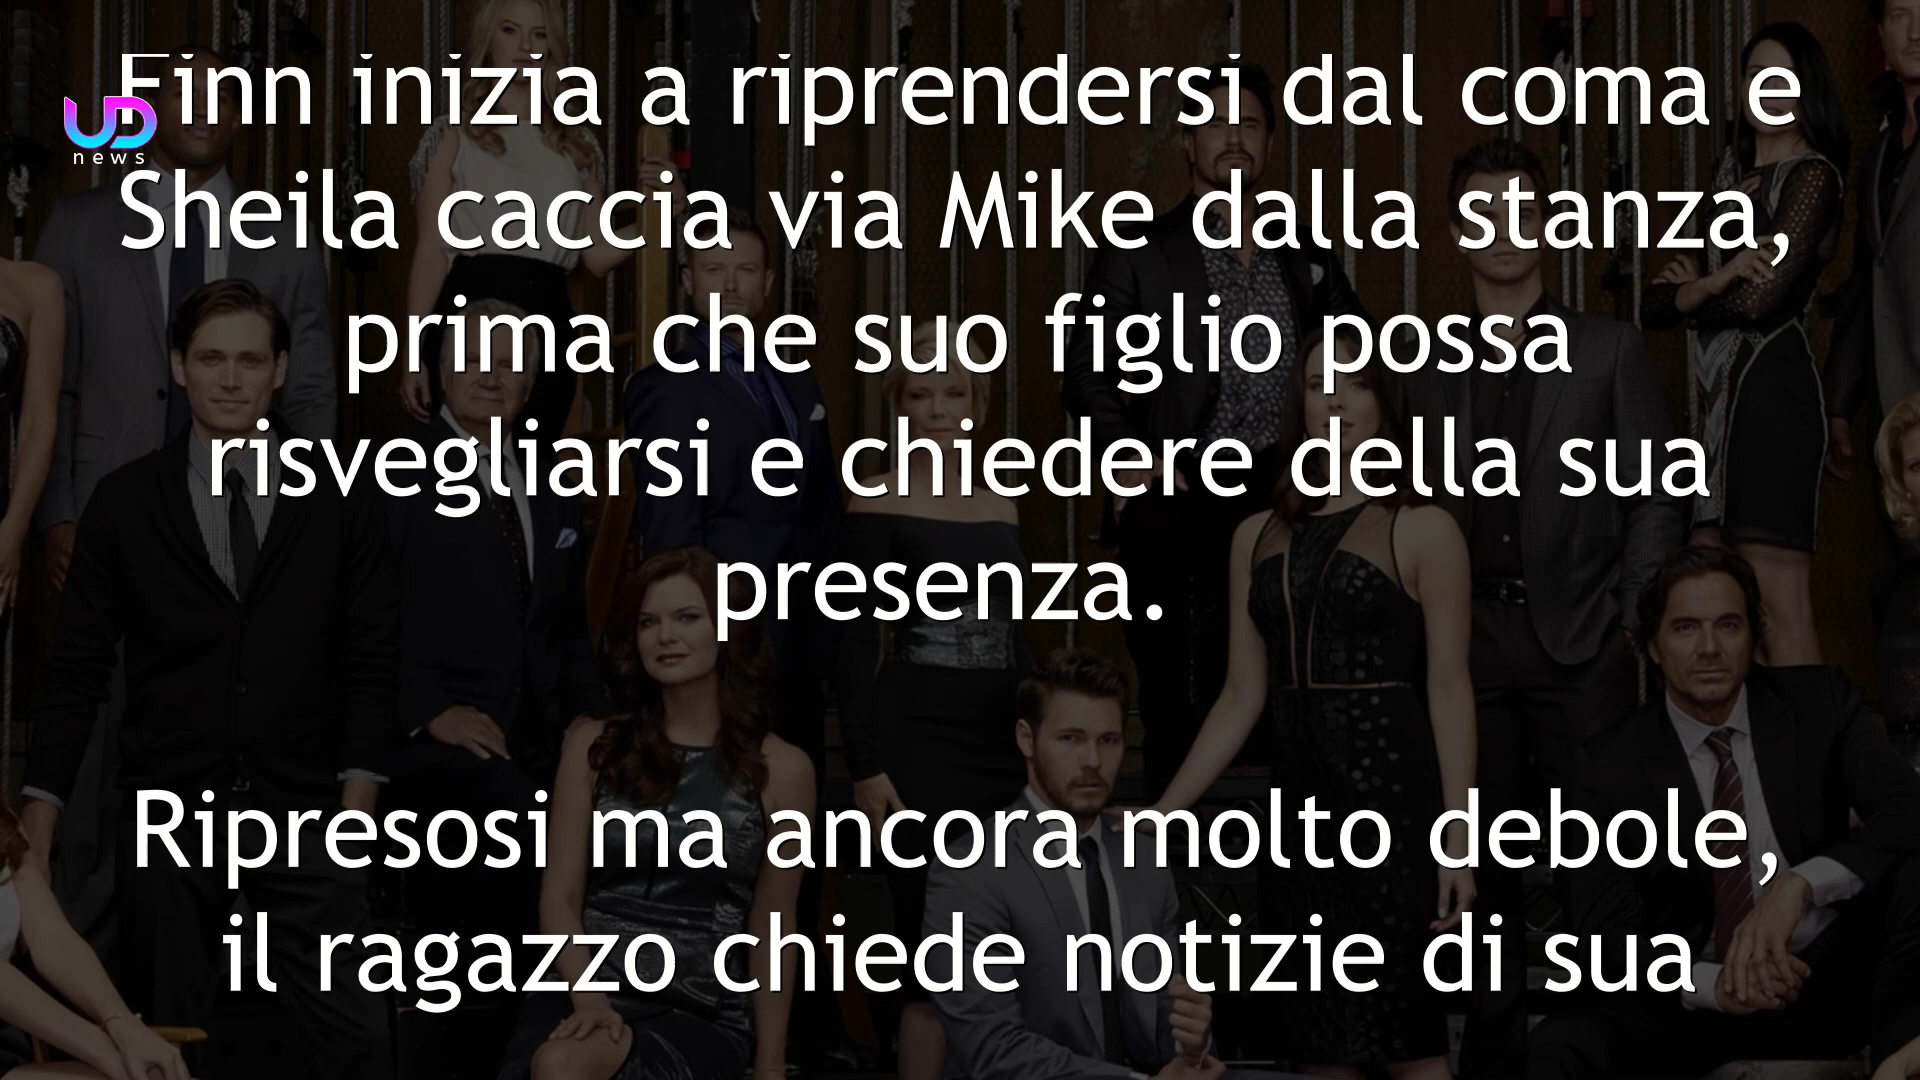 Finn inizia a riprendersi dal coma e
UD
news
Sheila caccia via Mike dalla stanza,
prima che suo figlio possa
risvegliarsi e chiedere della sua
presenza.
Ripresosi ma ancora molto debole,
il ragazzo chiede notizie di sua